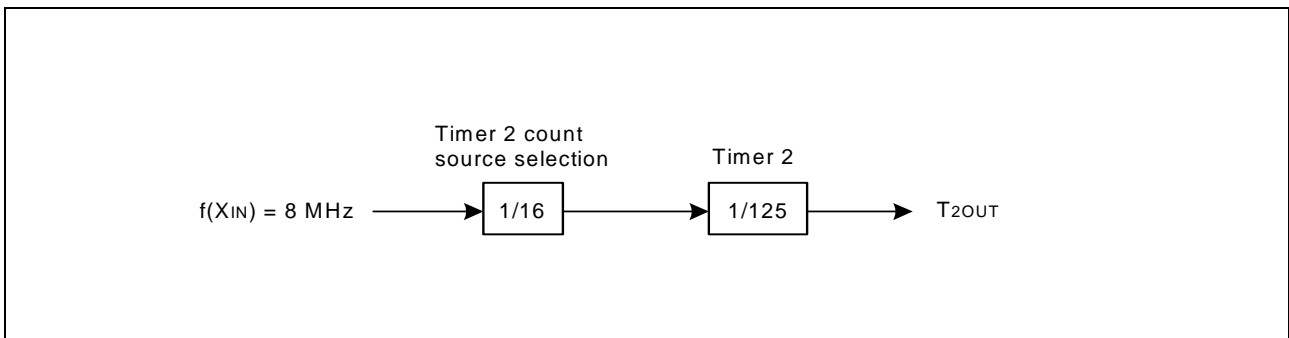 Timer 2 count
source selection
Timer 2
f(XIN) = 8 MHz
1/16
1/125
T2OUT